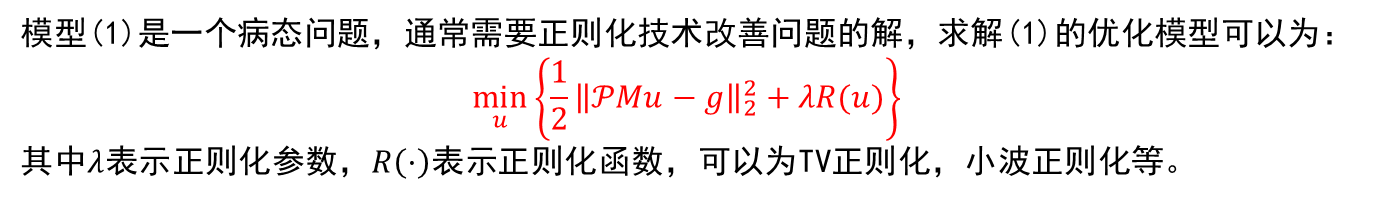 模型(1)是一个病态问题，通常需要正则化技术改善问题的解，求解(1)的优化模型可以为：
min_u {1/2 ‖𝒫Mu − g‖₂² + λR(u)}
其中λ表示正则化参数，R(·)表示正则化函数，可以为TV正则化，小波正则化等。